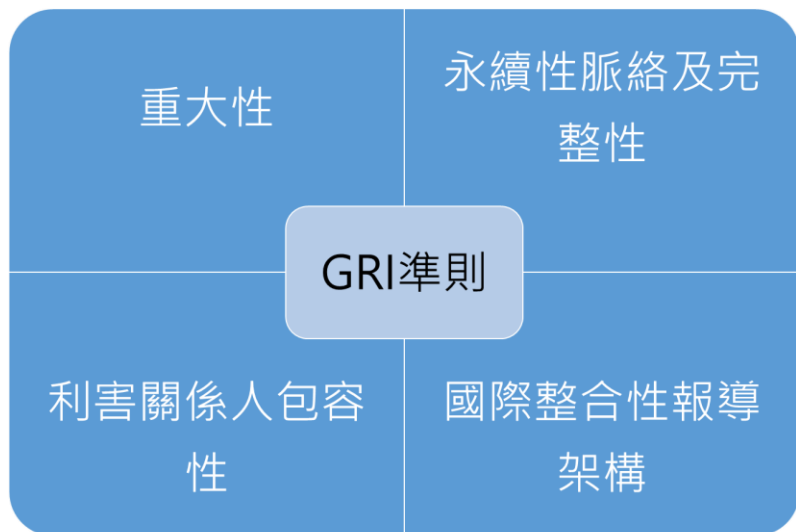 重大性
永續性脈絡及完
整性
GRI準則
利害關係人包容
性
國際整合性報導
架構